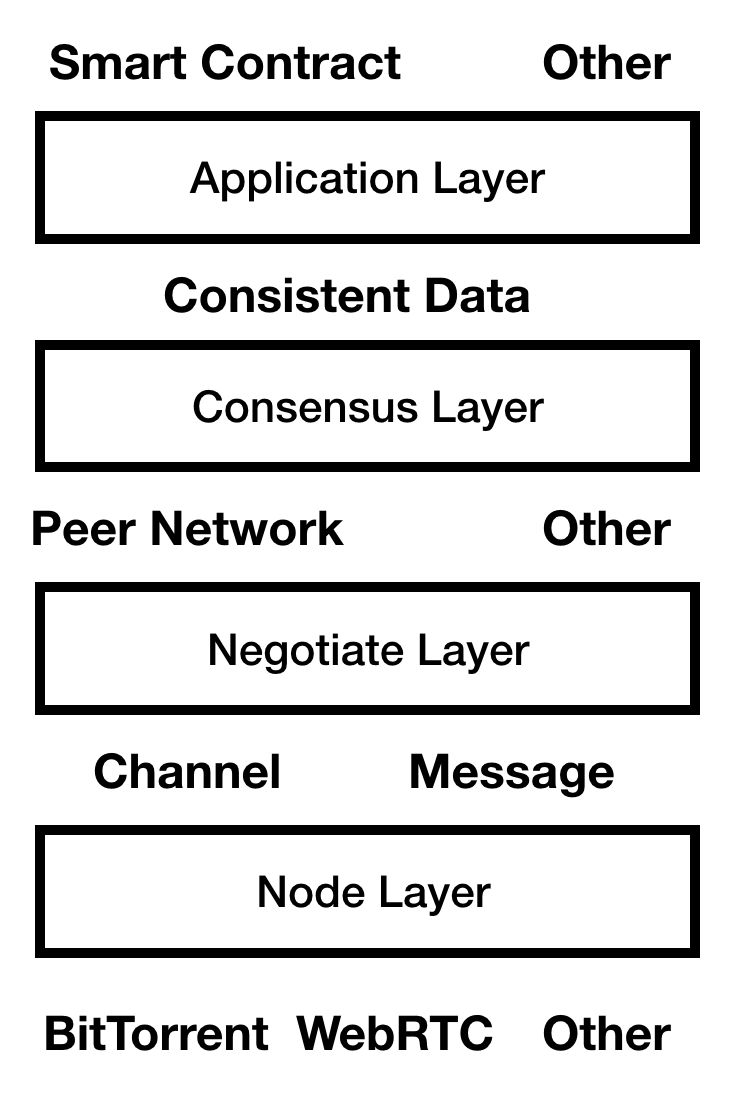 Smart Contract Other
Application Layer
Consistent Data
Consensus Layer
Peer Network Other
Negotiate Layer
Channel Message
Node Layer
BitTorrent WebRTC Other